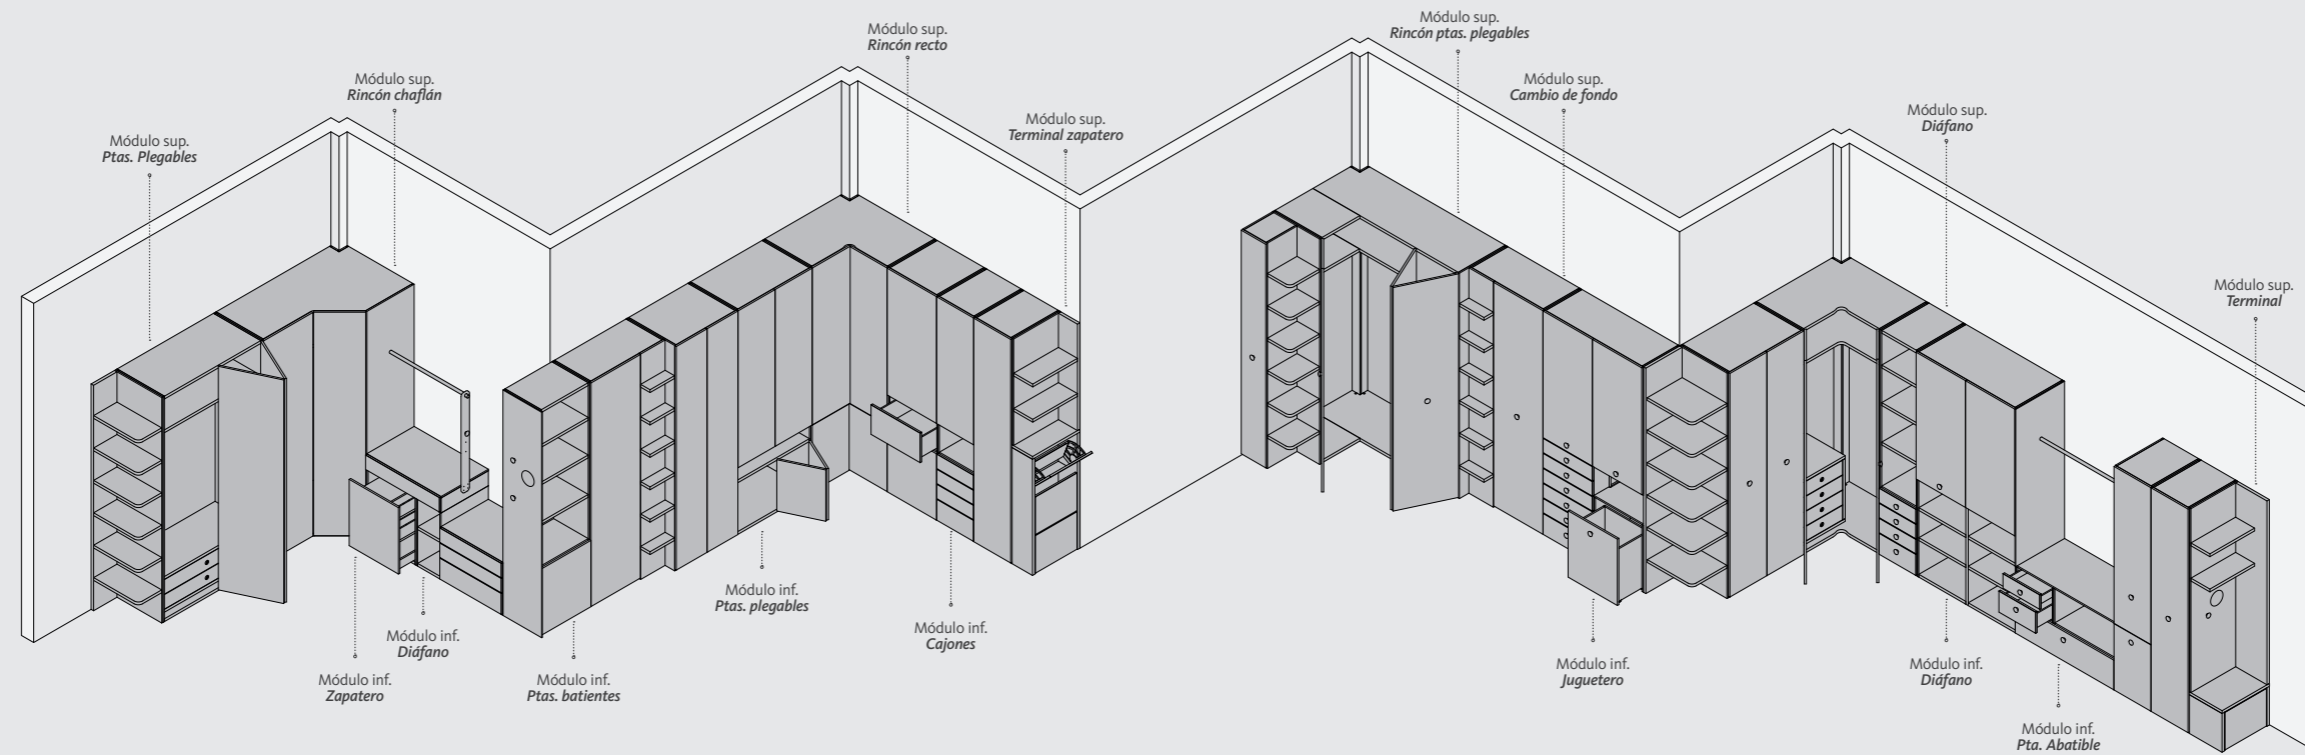 Módulo sup.
Ptas. Plegables
Módulo sup.
Rincón chaflán
Módulo sup.
Rincón recto
Módulo sup.
Terminal zapatero
Módulo sup.
Rincón ptas. plegables
Módulo sup.
Cambio de fondo
Módulo sup.
Diáfano
Módulo sup.
Terminal
Módulo inf.
Zapatero
Módulo inf.
Diáfano
Módulo inf.
Ptas. batientes
Módulo inf.
Ptas. plegables
Módulo inf.
Cajones
Módulo inf.
Juguetero
Módulo inf.
Diáfano
Módulo inf.
Pta. Abatible